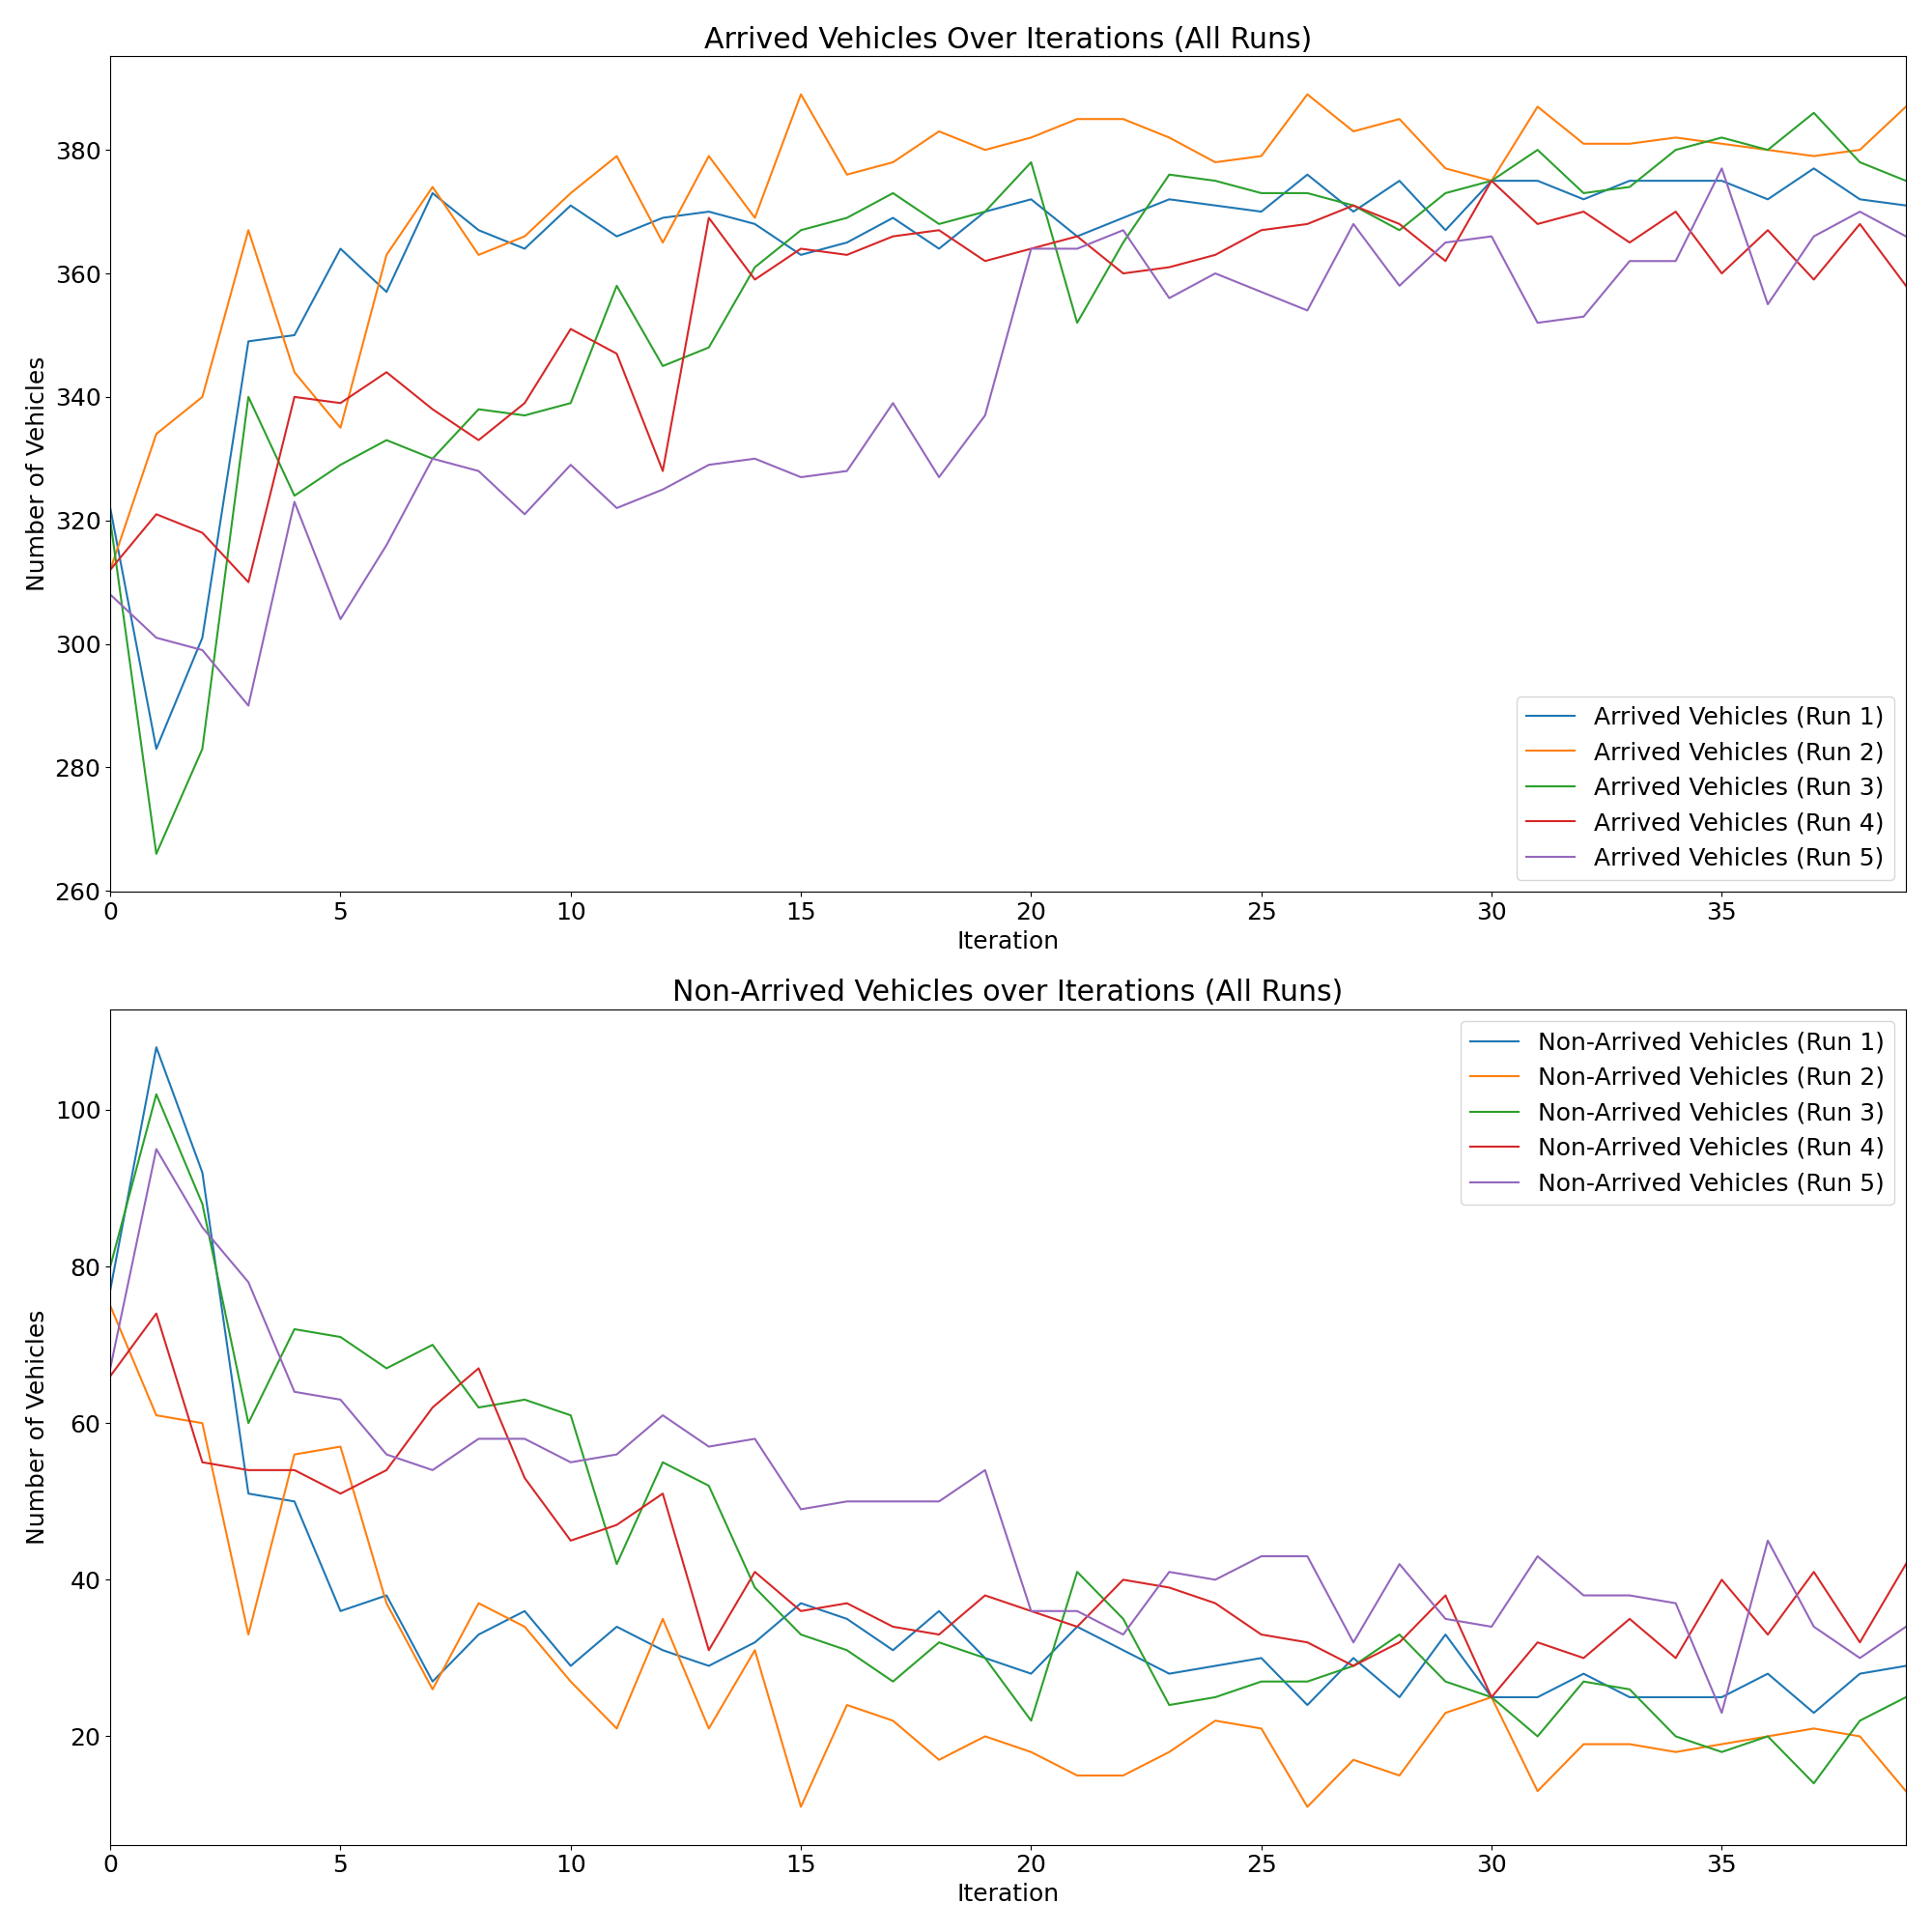 Arrived Vehicles Over Iterations (All Runs)
Number of Vehicles
380
360
340
320
300
280
260
0 5 10 15 20 25 30 35
Iteration
Arrived Vehicles (Run 1)
Arrived Vehicles (Run 2)
Arrived Vehicles (Run 3)
Arrived Vehicles (Run 4)
Arrived Vehicles (Run 5)
Non-Arrived Vehicles over Iterations (All Runs)
Number of Vehicles
100
80
60
40
20
0 5 10 15 20 25 30 35
Iteration
Non-Arrived Vehicles (Run 1)
Non-Arrived Vehicles (Run 2)
Non-Arrived Vehicles (Run 3)
Non-Arrived Vehicles (Run 4)
Non-Arrived Vehicles (Run 5)